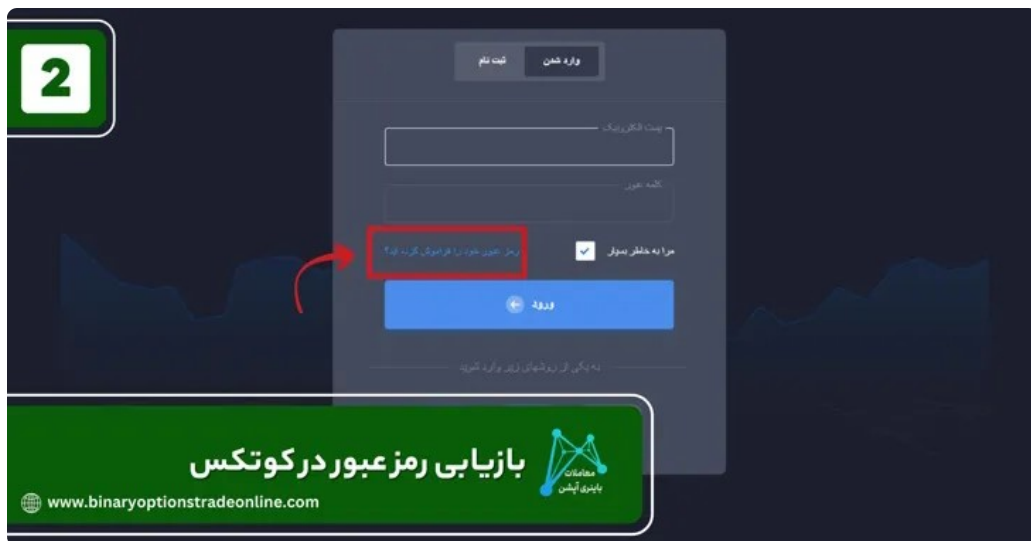 2
وارد شدن
ثبت نام
پست الکترونیک
کلمه عبور
مرا به خاطر بسپار
رمز عبور خود را فراموش کرده اید؟
ورود
به یکی از روشهای زیر وارد شوید
بازیابی رمز عبور در کوتکس
معاملات
باینری آپشن
www.binaryoptionstradeonline.com